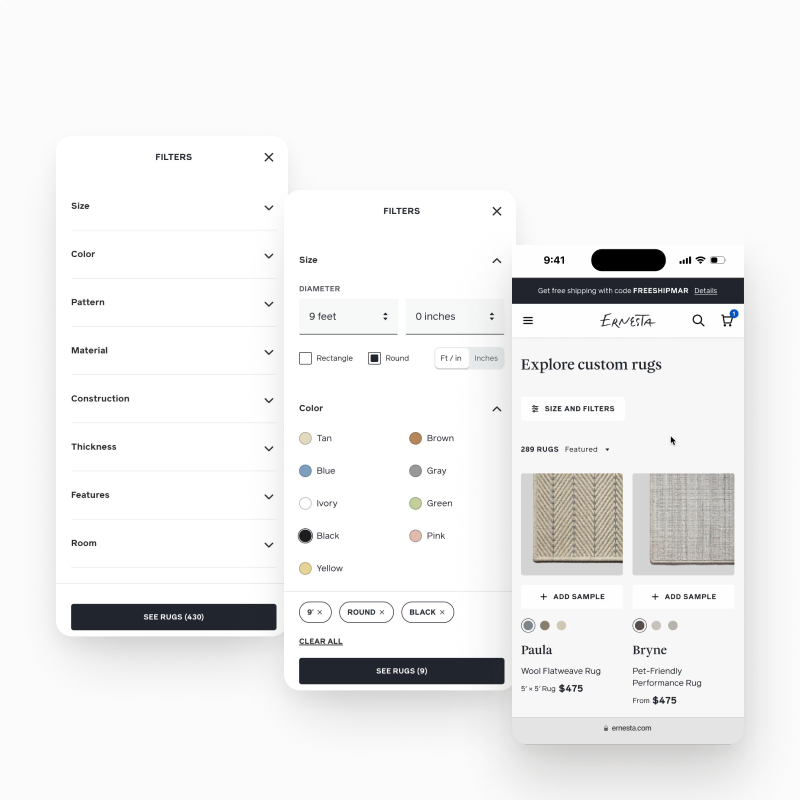 FILTERS
Size
Color
Pattern
Material
Construction
Thickness
Features
Room
SEE RUGS (430)
FILTERS
Size
DIAMETER
9 feet
0 inches
Rectangle
Round
Ft / in
Inches
Color
Tan
Brown
Blue
Gray
Ivory
Green
Black
Pink
Yellow
9′ ×
ROUND ×
BLACK ×
CLEAR ALL
SEE RUGS (9)
9:41
Get free shipping with code FREESHIPMAR Details
ERNESTA
1
Explore custom rugs
SIZE AND FILTERS
289 RUGS Featured
+ ADD SAMPLE
+ ADD SAMPLE
Paula
Wool Flatweave Rug
5′ × 5′ Rug $475
Bryne
Pet-Friendly
Performance Rug
From $475
ernesta.com